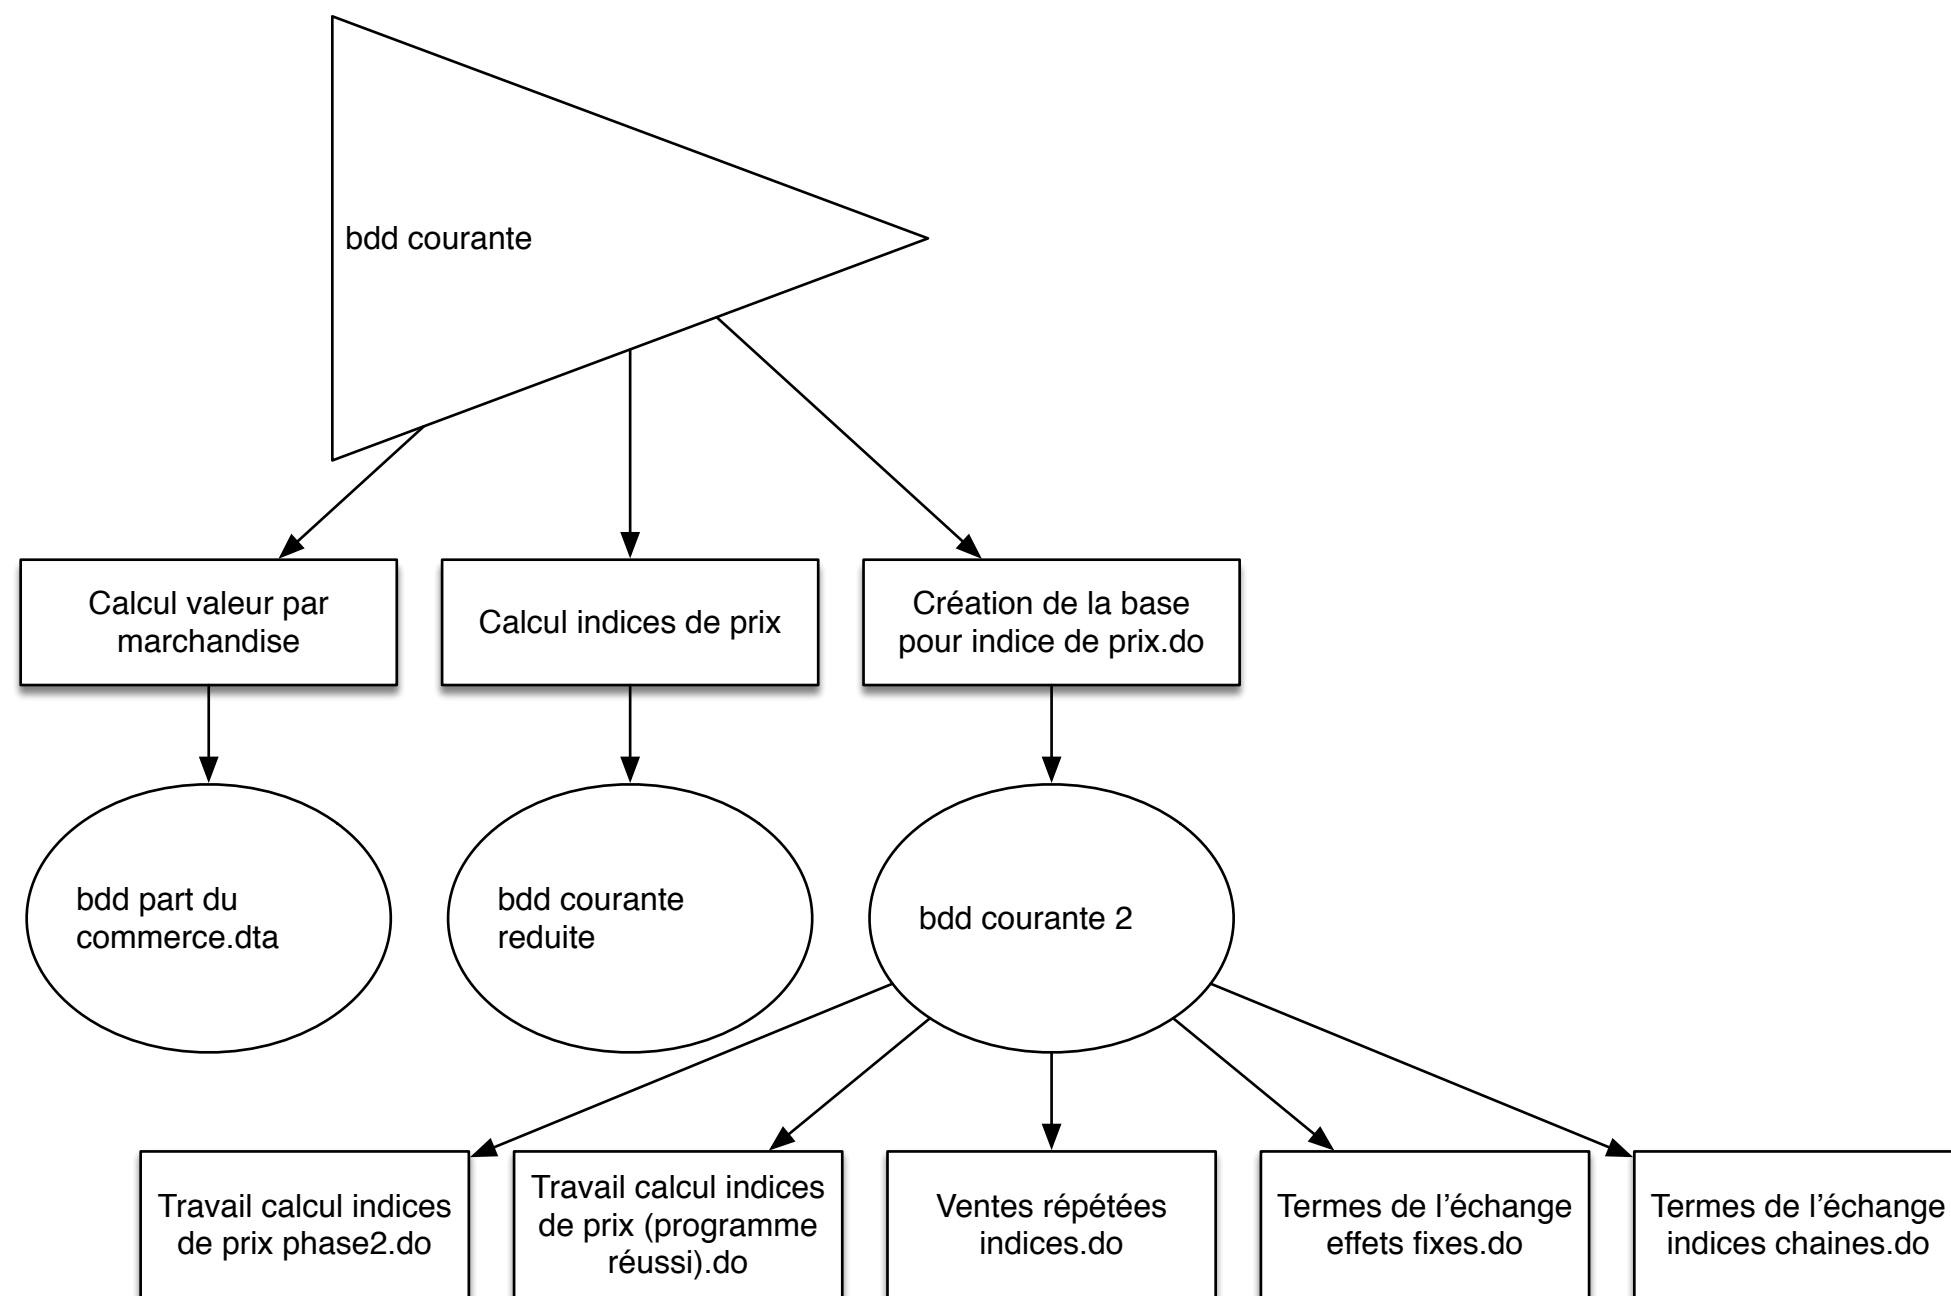 bdd courante
Calcul valeur par
marchandise
Calcul indices de prix
Création de la base
pour indice de prix.do
bdd part du
commerce.dta
bdd courante
reduite
bdd courante 2
Travail calcul indices
de prix phase2.do
Travail calcul indices
de prix (programme
réussi).do
Ventes répétées
indices.do
Termes de l’échange
effets fixes.do
Termes de l’échange
indices chaines.do